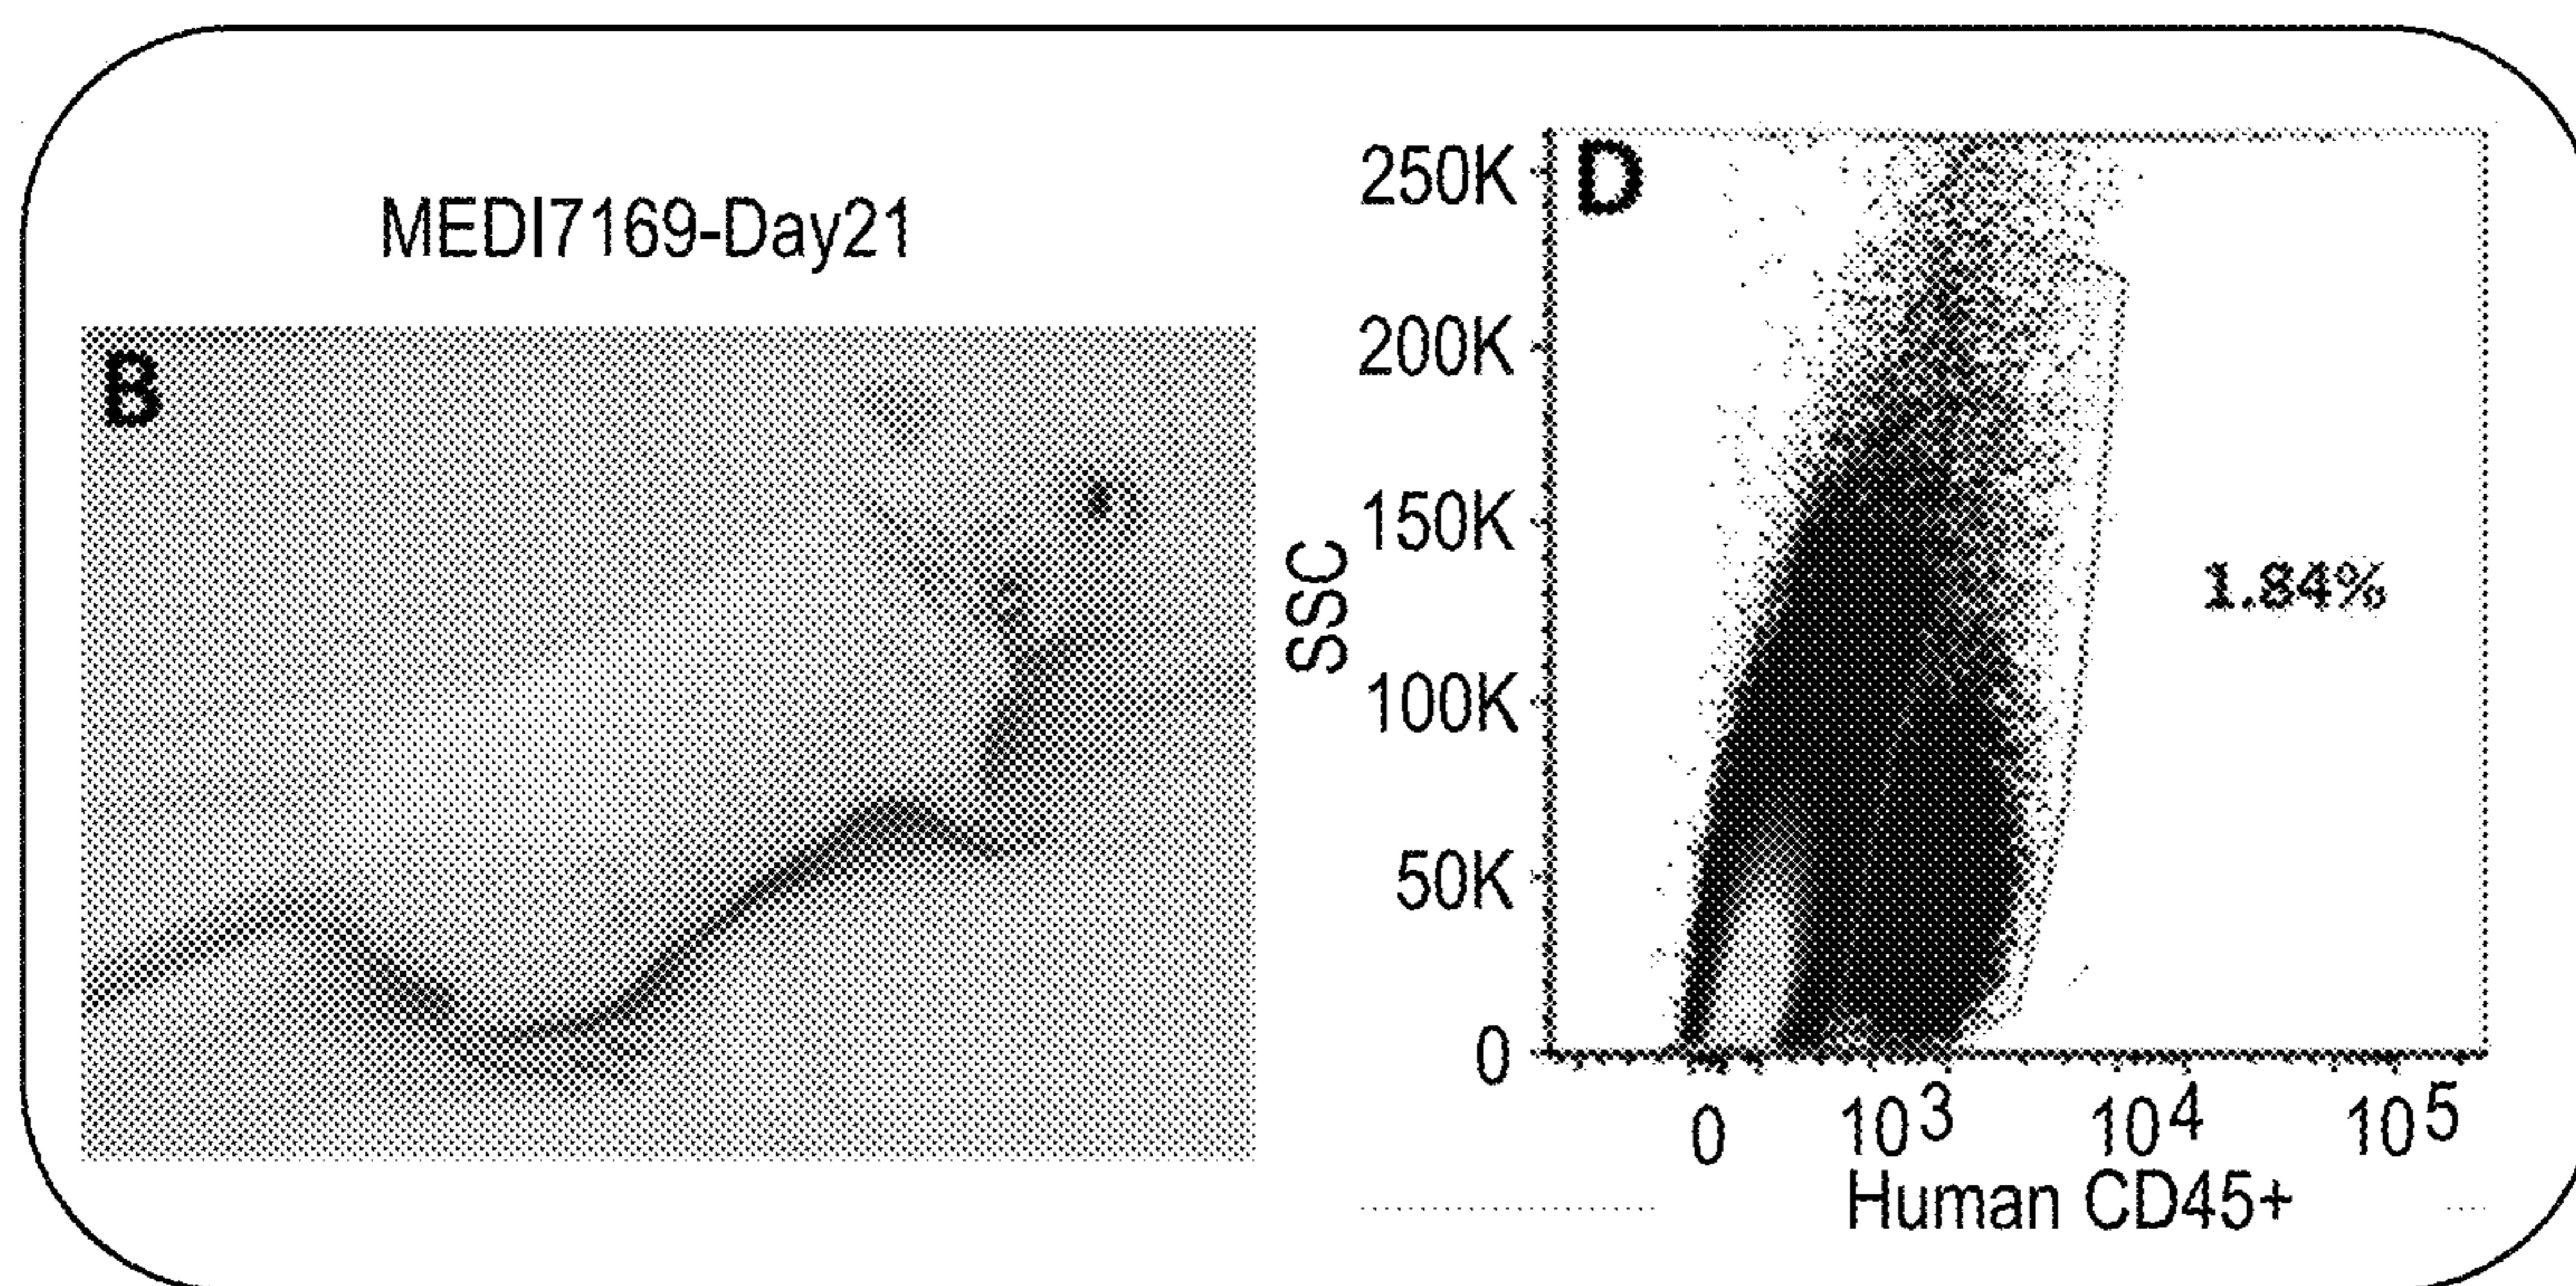 MEDI7169-Day21
B
D
250K
200K
150K
100K
50K
0
SSC
1.84%
0
10³
10⁴
10⁵
Human CD45+